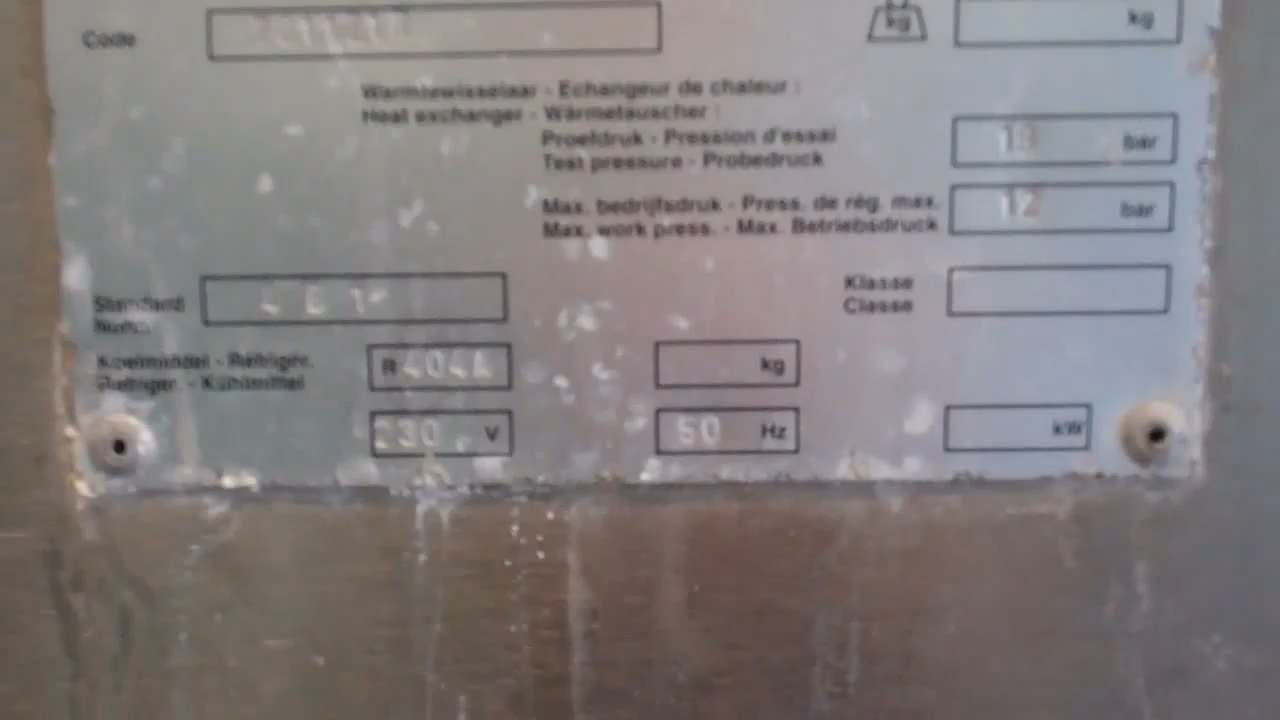 Code
kg kg
Warmtewisselaar - Echangeur de chaleur :
Heat exchanger - Wärmetauscher :
Proefdruk - Pression d'essai
Test pressure - Probedruck
bar
Max. bedrijfsdruk - Press. de rég. max.
Max. work press. - Max. Betriebsdruck
12 bar
Standard
Klasse
Classe
Koelmiddel - Refriger.
Refriger. - Kühlmittel
R 404A kg
230 V 50 Hz kW